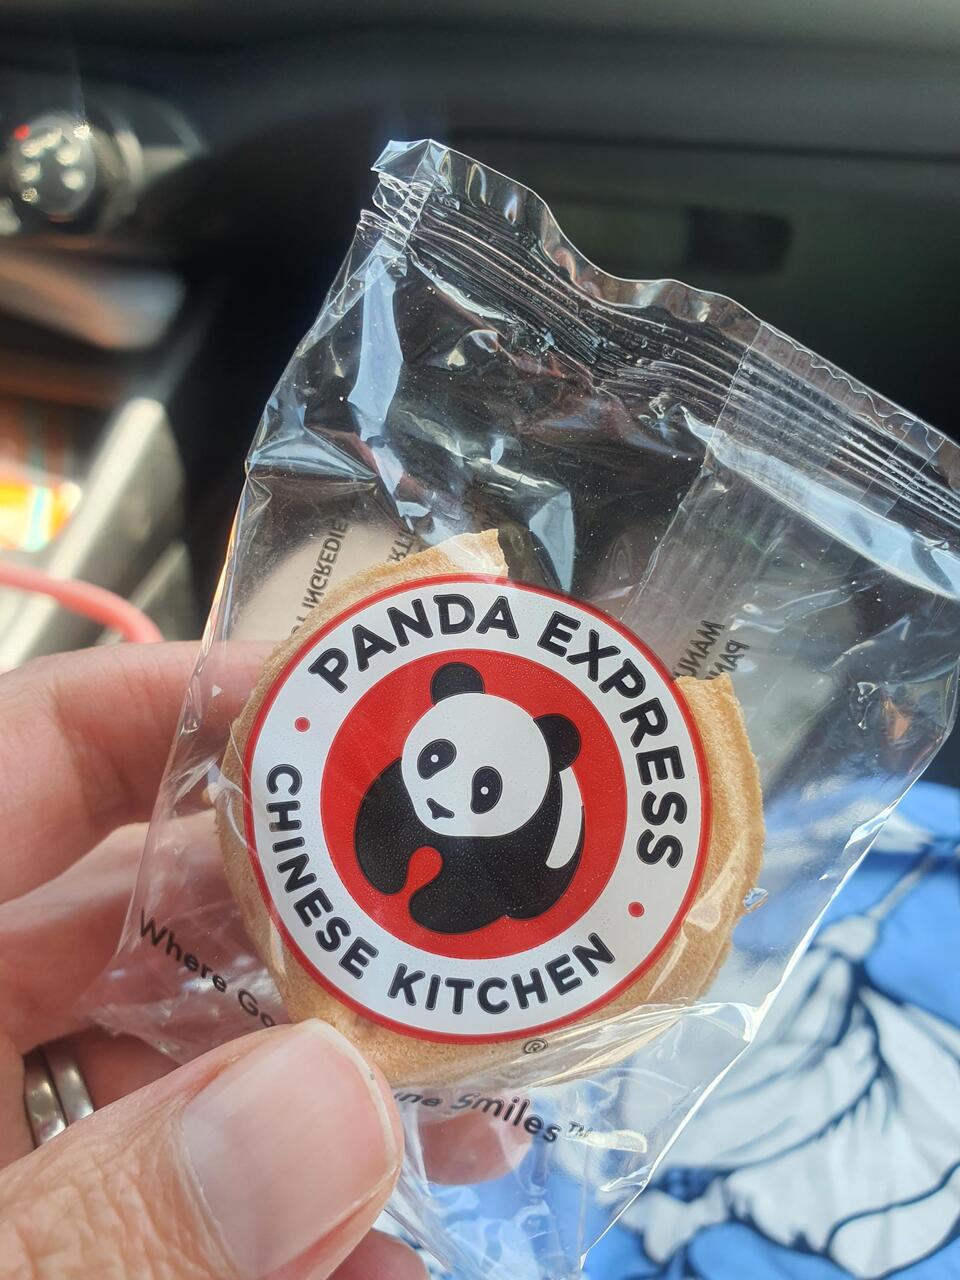 PANDA EXPRESS
CHINESE KITCHEN
®
Where
Smiles™